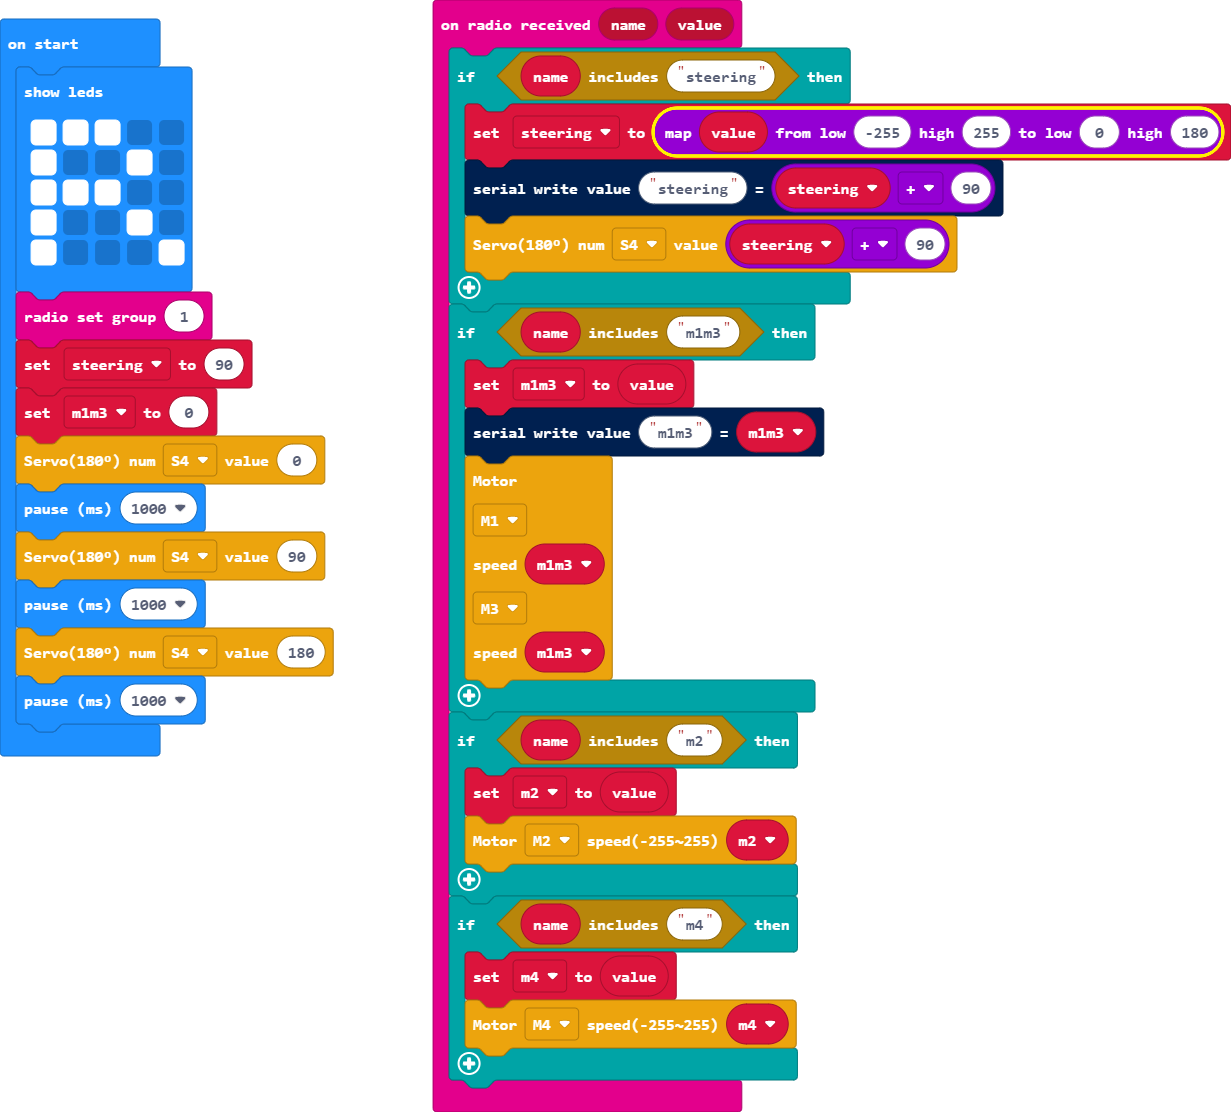 on start
show leds
radio set group 1
set steering to 90
set m1m3 to 0
Servo(180º) num S4 value 0
pause (ms) 1000
Servo(180º) num S4 value 90
pause (ms) 1000
Servo(180º) num S4 value 180
pause (ms) 1000
on radio received name value
if name includes "steering" then
set steering to map value from low -255 high 255 to low 0 high 180
serial write value "steering" = steering + 90
Servo(180º) num S4 value steering + 90
if name includes "m1m3" then
set m1m3 to value
serial write value "m1m3" = m1m3
Motor
M1
speed m1m3
M3
speed m1m3
if name includes "m2" then
set m2 to value
Motor M2 speed(-255~255) m2
if name includes "m4" then
set m4 to value
Motor M4 speed(-255~255) m4